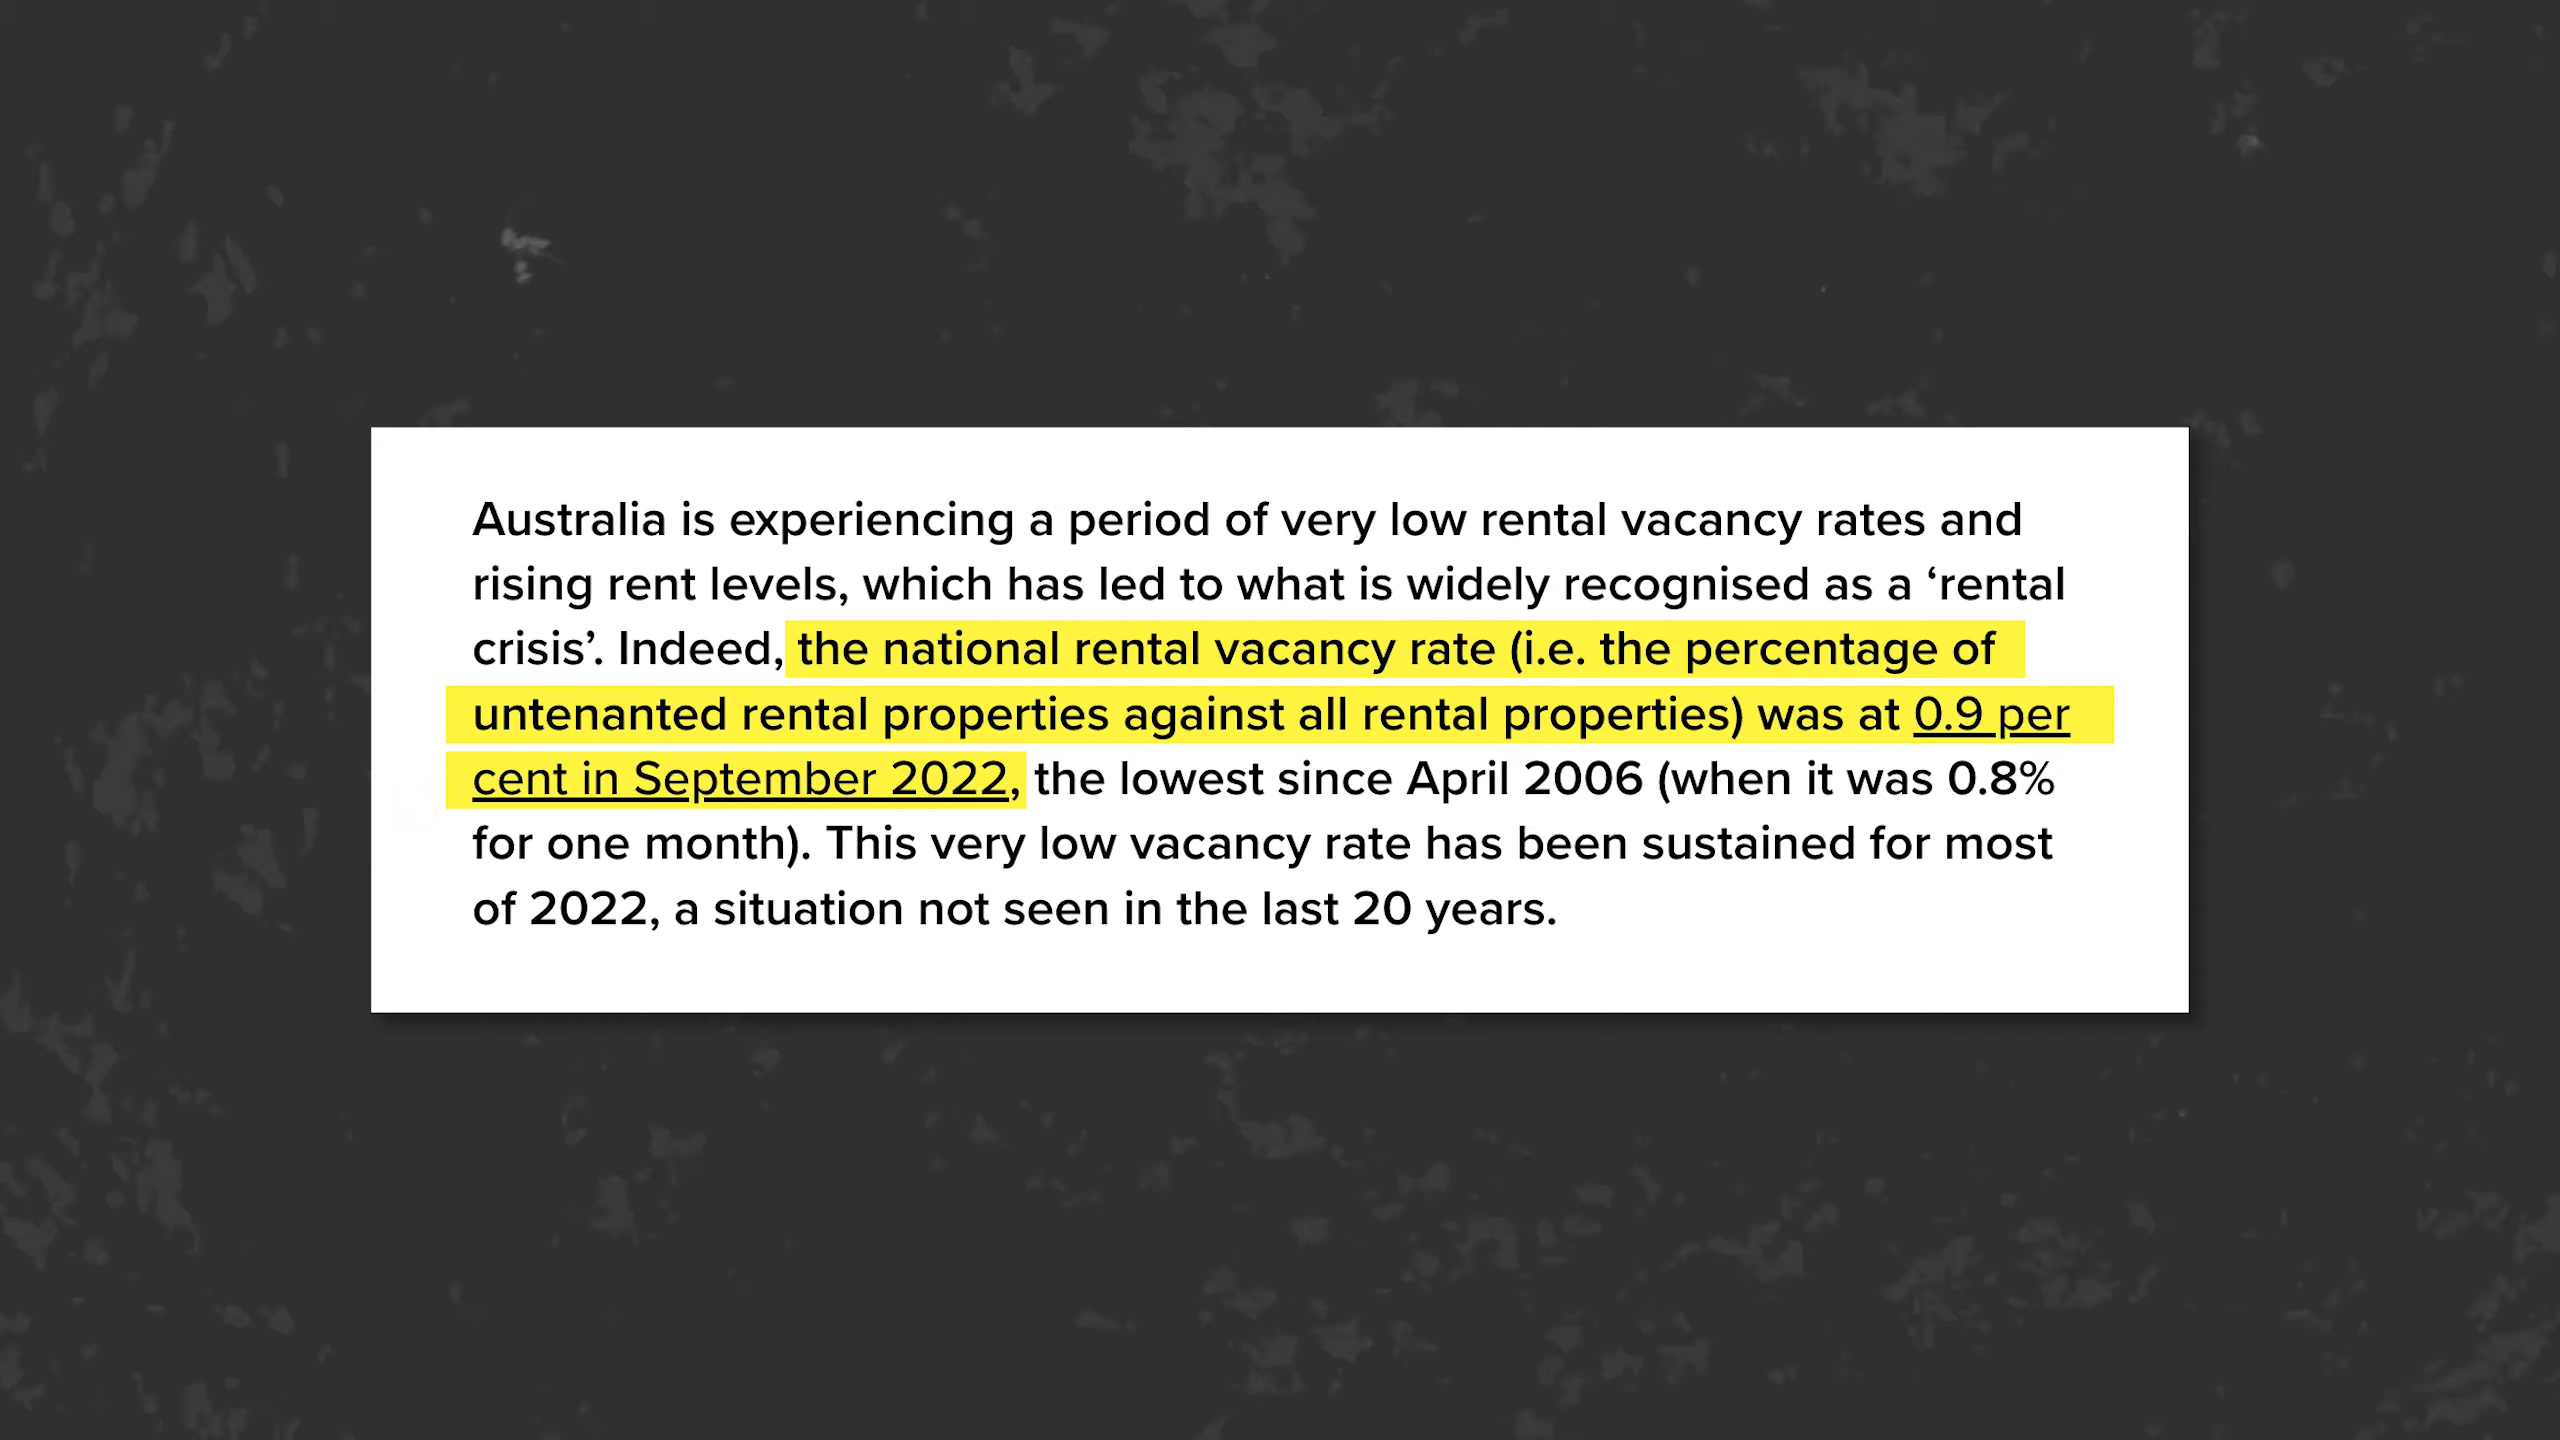 Australia is experiencing a period of very low rental vacancy rates and
rising rent levels, which has led to what is widely recognised as a ‘rental
crisis’. Indeed, the national rental vacancy rate (i.e. the percentage of
untenanted rental properties against all rental properties) was at 0.9 per
cent in September 2022, the lowest since April 2006 (when it was 0.8%
for one month). This very low vacancy rate has been sustained for most
of 2022, a situation not seen in the last 20 years.